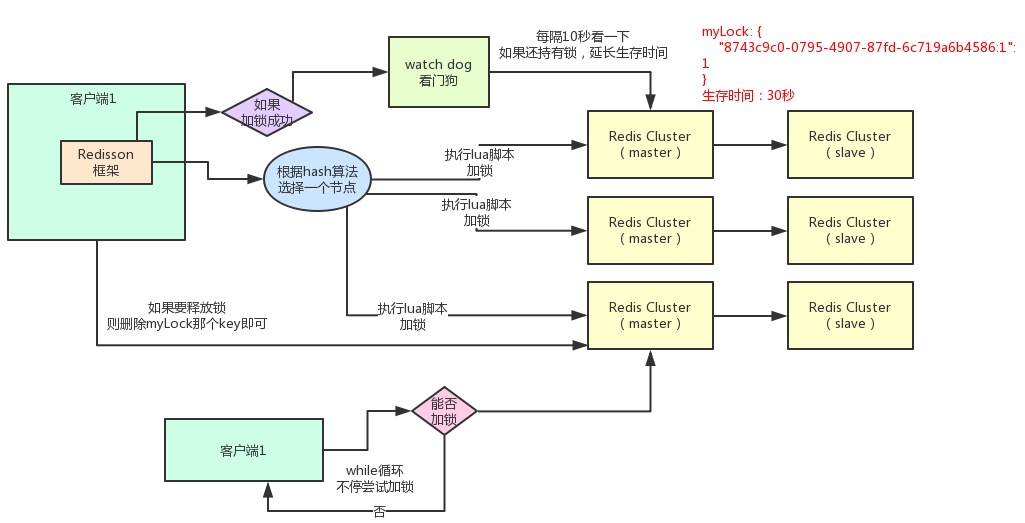 每隔10秒看一下
如果还持有锁，延长生存时间
myLock: {
"8743c9c0-0795-4907-87fd-6c719a6b4586:1":
1
}
生存时间：30秒
watch dog
看门狗
客户端1
如果
加锁成功
Redisson
框架
根据hash算法
选择一个节点
执行lua脚本
加锁
Redis Cluster
（ master ）
Redis Cluster
（ slave ）
执行lua脚本
加锁
Redis Cluster
（ master ）
Redis Cluster
（ slave ）
如果要释放锁
则删除myLock那个key即可
执行lua脚本
加锁
Redis Cluster
（ master ）
Redis Cluster
（ slave ）
能否
加锁
客户端1
while循环
不停尝试加锁
否